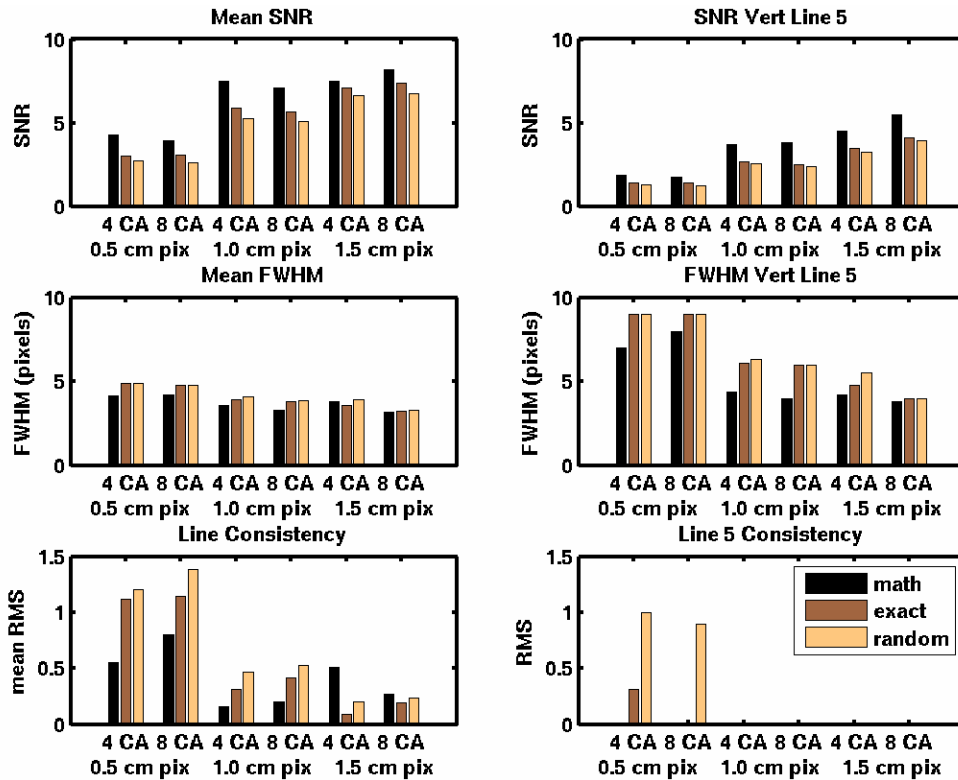 Mean SNR
10
5
0
SNR
4 CA 8 CA 4 CA 8 CA 4 CA 8 CA
0.5 cm pix 1.0 cm pix 1.5 cm pix
SNR Vert Line 5
10
5
0
SNR
4 CA 8 CA 4 CA 8 CA 4 CA 8 CA
0.5 cm pix 1.0 cm pix 1.5 cm pix
Mean FWHM
10
5
0
FWHM (pixels)
4 CA 8 CA 4 CA 8 CA 4 CA 8 CA
0.5 cm pix 1.0 cm pix 1.5 cm pix
FWHM Vert Line 5
10
5
0
FWHM (pixels)
4 CA 8 CA 4 CA 8 CA 4 CA 8 CA
0.5 cm pix 1.0 cm pix 1.5 cm pix
Line Consistency
1.5
1
0.5
0
mean RMS
4 CA 8 CA 4 CA 8 CA 4 CA 8 CA
0.5 cm pix 1.0 cm pix 1.5 cm pix
Line 5 Consistency
1.5
1
0.5
0
RMS
math
exact
random
4 CA 8 CA 4 CA 8 CA 4 CA 8 CA
0.5 cm pix 1.0 cm pix 1.5 cm pix